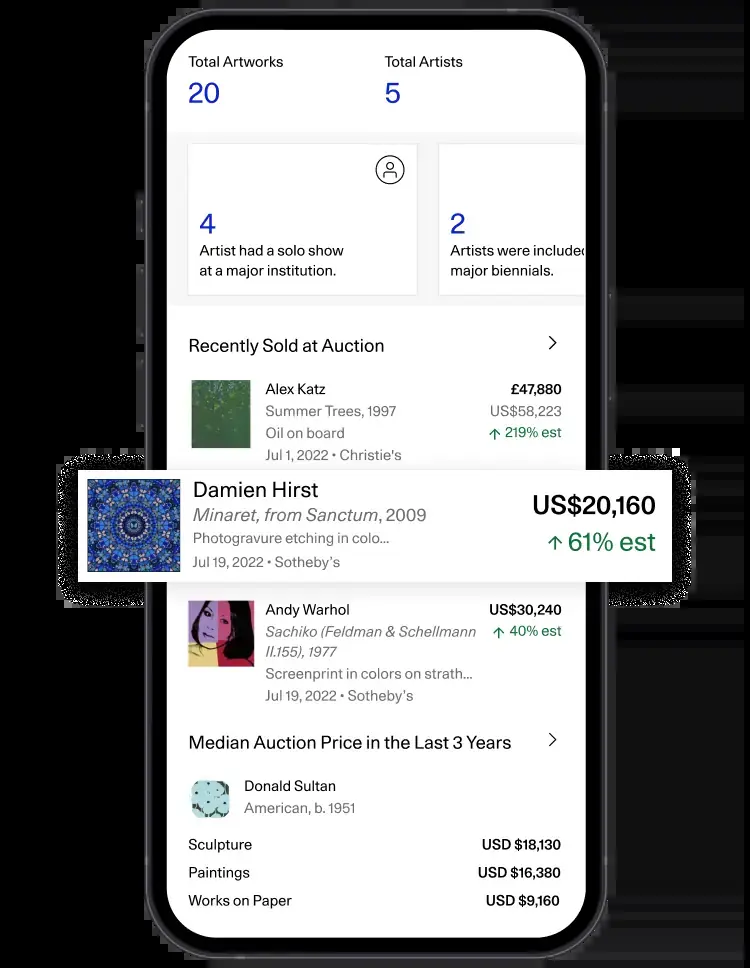 Total Artworks
Total Artists
20
5
4
Artist had a solo show
at a major institution.
2
Artists were included
major biennials.
Recently Sold at Auction
Alex Katz
£47,880
Summer Trees, 1997
US$58,223
Oil on board
↑ 219% est
Jul 1, 2022 • Christie's
Damien Hirst
Minaret, from Sanctum, 2009
US$20,160
Photogravure etching in colo...
↑ 61% est
Jul 19, 2022 • Sotheby's
Andy Warhol
US$30,240
Sachiko (Feldman & Schellmann
↑ 40% est
II.155), 1977
Screenprint in colors on strath...
Jul 19, 2022 • Sotheby's
Median Auction Price in the Last 3 Years
Donald Sultan
American, b. 1951
Sculpture
USD $18,130
Paintings
USD $16,380
Works on Paper
USD $9,160